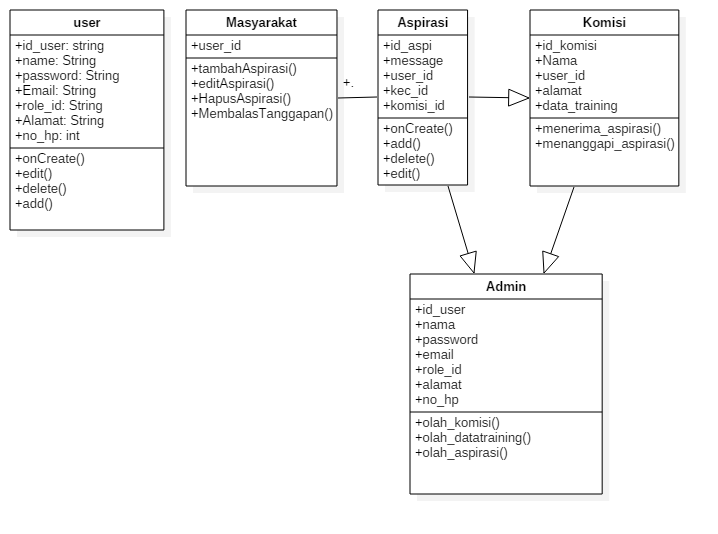 user
+id_user: string
+name: String
+password: String
+Email: String
+role_id: String
+Alamat: String
+no_hp: int
+onCreate()
+edit()
+delete()
+add()
Masyarakat
+user_id
+tambahAspirasi()
+editAspirasi()
+HapusAspirasi()
+MembalasTanggapan()
+.
Aspirasi
+id_aspi
+message
+user_id
+kec_id
+komisi_id
+onCreate()
+add()
+delete()
+edit()
Komisi
+id_komisi
+Nama
+user_id
+alamat
+data_training
+menerima_aspirasi()
+menanggapi_aspirasi()
Admin
+id_user
+nama
+password
+email
+role_id
+alamat
+no_hp
+olah_komisi()
+olah_datatraining()
+olah_aspirasi()